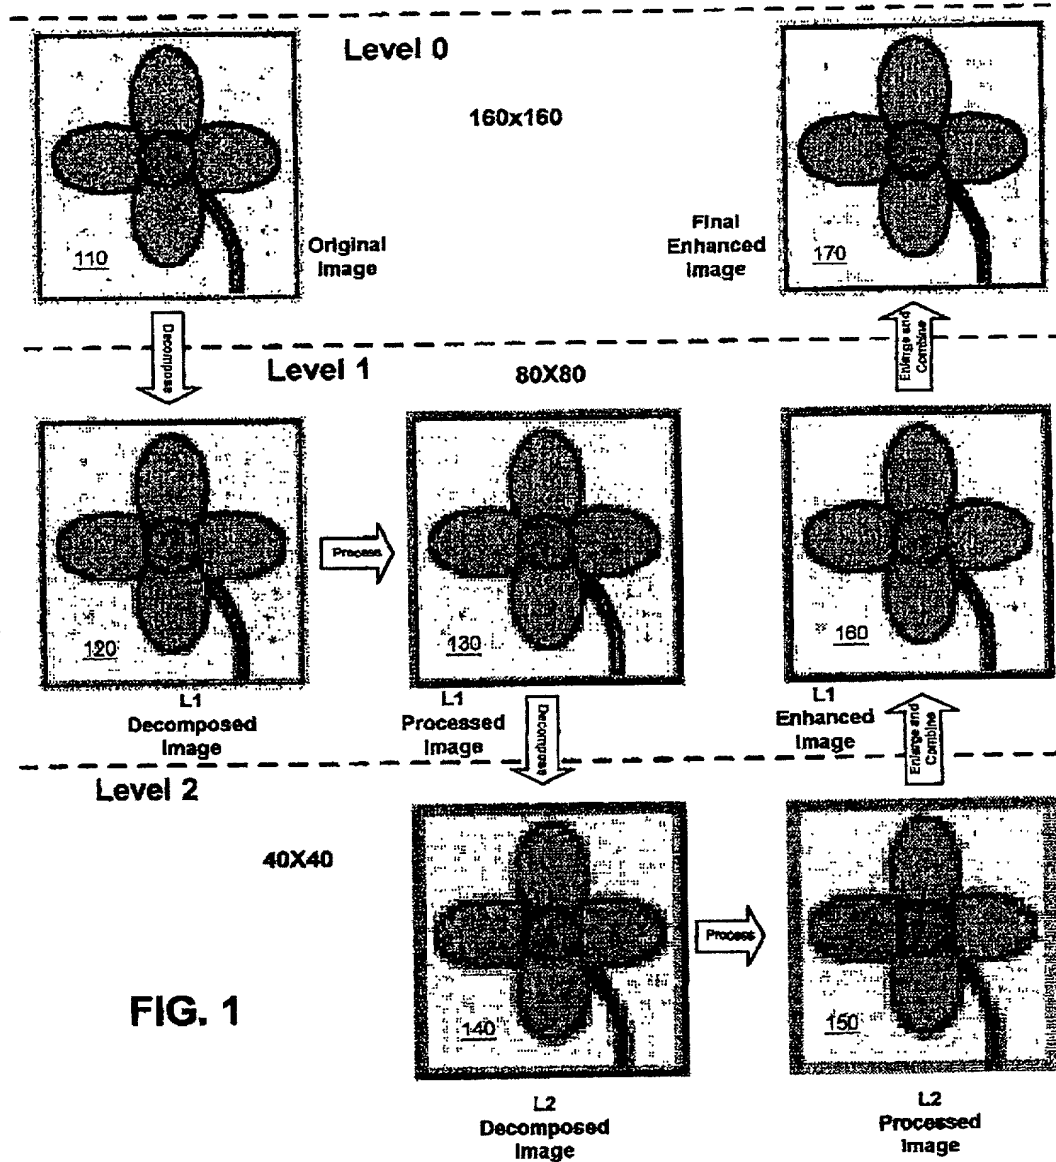 Level 0
160x160
110
Original
Image
Final
Enhanced
Image
170
Decompose
Enlarge and
Combine
Level 1
80X80
120
Process
130
160
L1
Decomposed
Image
L1
Processed
Image
Decompose
L1
Enhanced
Image
Enlarge and
Combine
Level 2
40X40
140
Process
150
FIG. 1
L2
Decomposed
Image
L2
Processed
Image